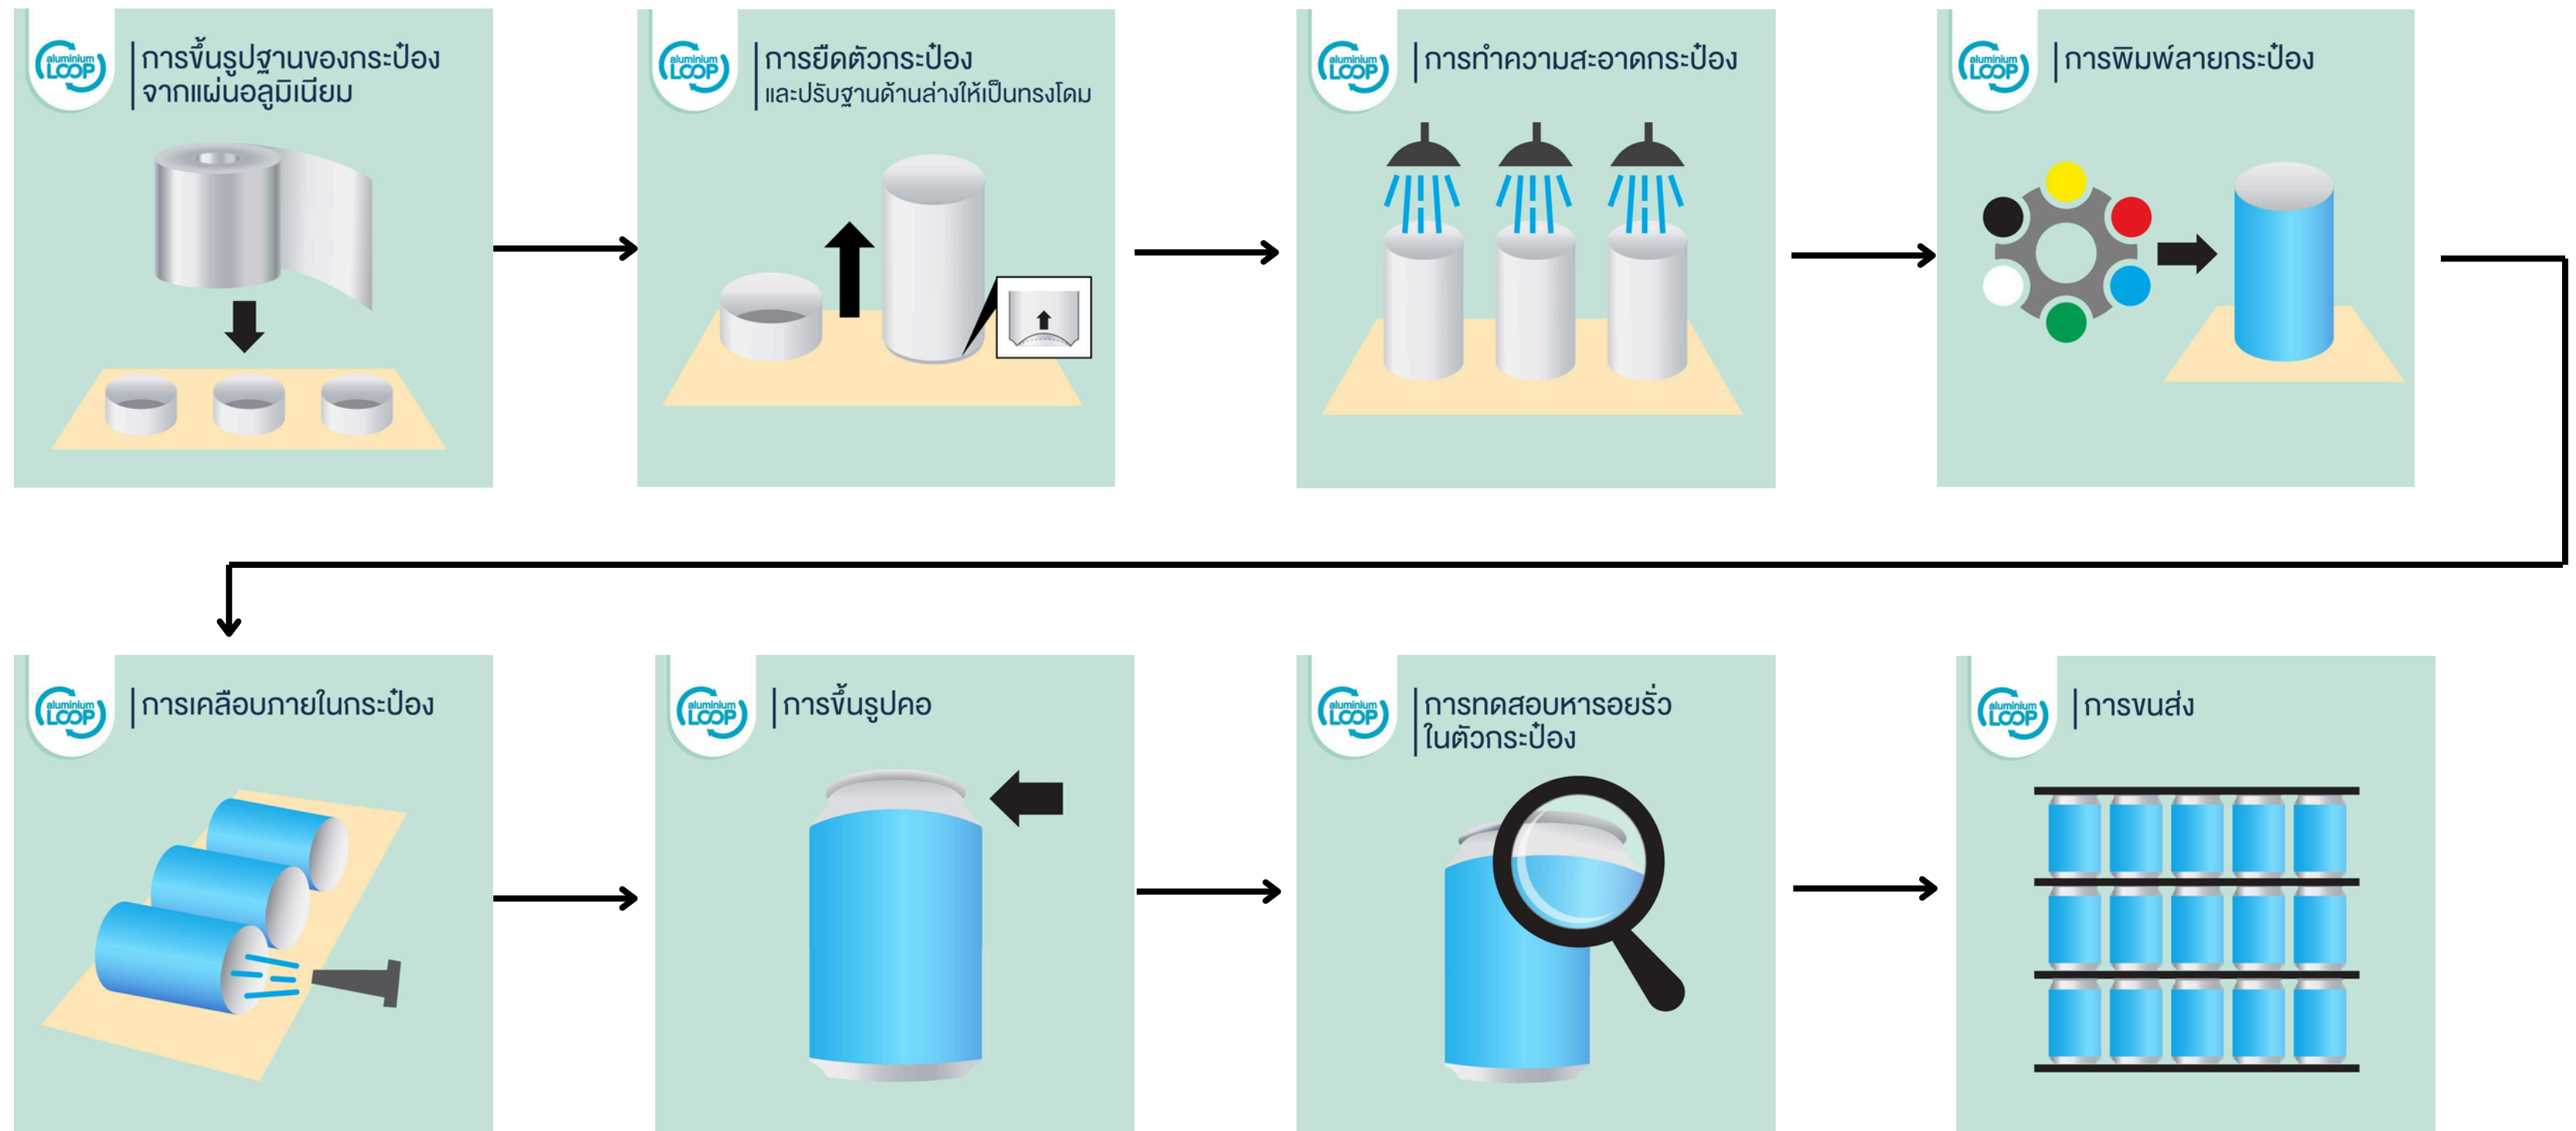 aluminium
LOOP
การขึ้นรูปฐานของกระป๋อง
จากแผ่นอลูมิเนียม
aluminium
LOOP
การยืดตัวกระป๋อง
และปรับฐานด้านล่างให้เป็นทรงโดม
aluminium
LOOP
การทำความสะอาดกระป๋อง
aluminium
LOOP
การพิมพ์ลายกระป๋อง
aluminium
LOOP
การเคลือบภายในกระป๋อง
aluminium
LOOP
การขึ้นรูปคอ
aluminium
LOOP
การทดสอบหารอยรั่ว
ในตัวกระป๋อง
aluminium
LOOP
การขนส่ง